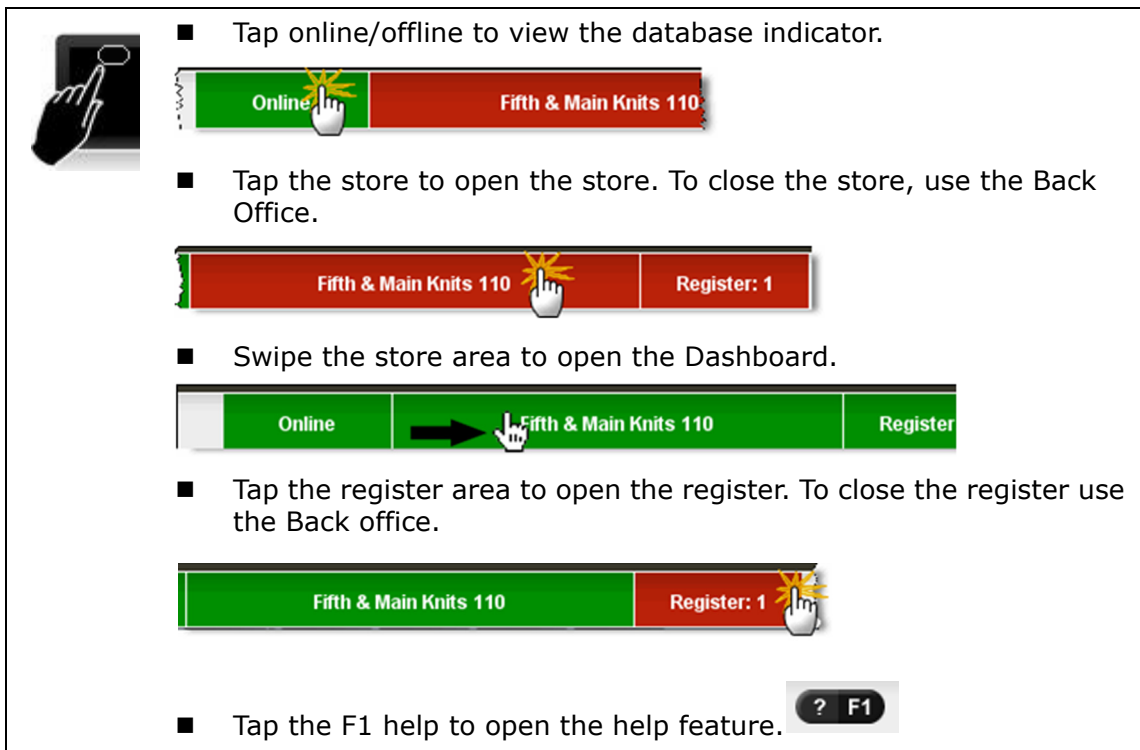 ■ Tap online/offline to view the database indicator.
Online Fifth & Main Knits 110
■ Tap the store to open the store. To close the store, use the Back
Office.
Fifth & Main Knits 110 Register: 1
■ Swipe the store area to open the Dashboard.
Online Fifth & Main Knits 110 Register
■ Tap the register area to open the register. To close the register use
the Back office.
Fifth & Main Knits 110 Register: 1
■ Tap the F1 help to open the help feature. ? F1